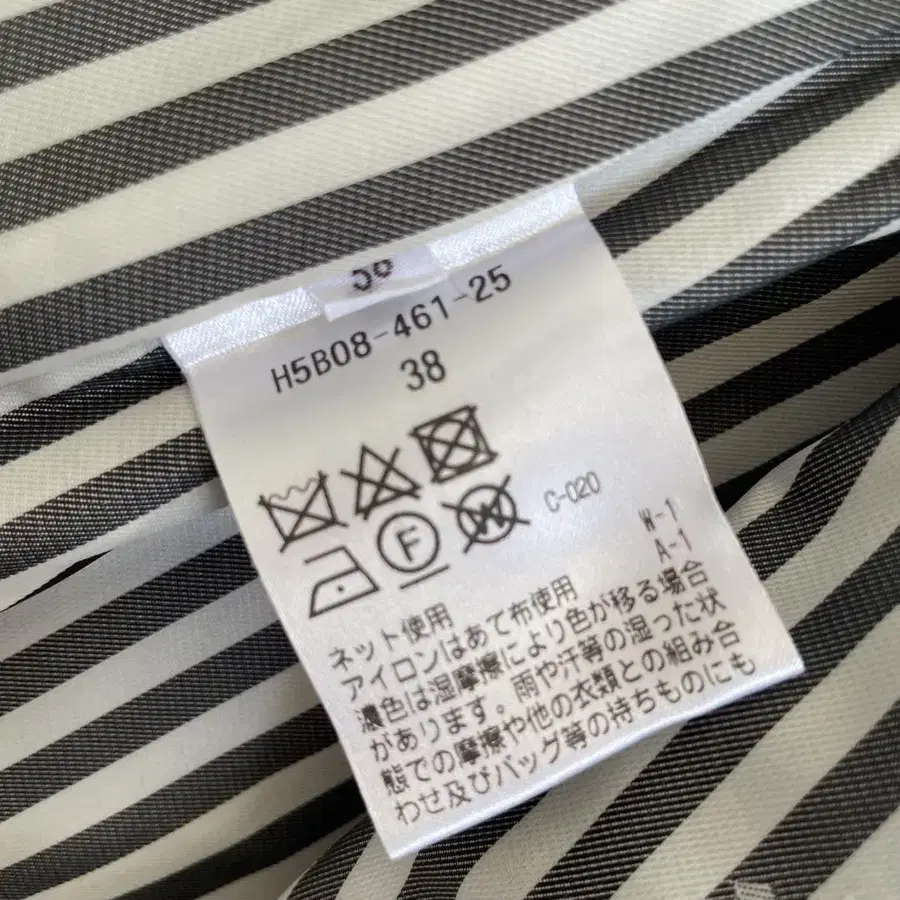 38
H5B08-461-25
38
F
W
C-020
W-1
A-1
ネット使用
アイロンはあて布使用
濃色は湿摩擦により色が移る場合
があります。雨や汗等の湿った状
態での摩擦や他の衣類との組み合
わせ及びバッグ等の持ちものにも